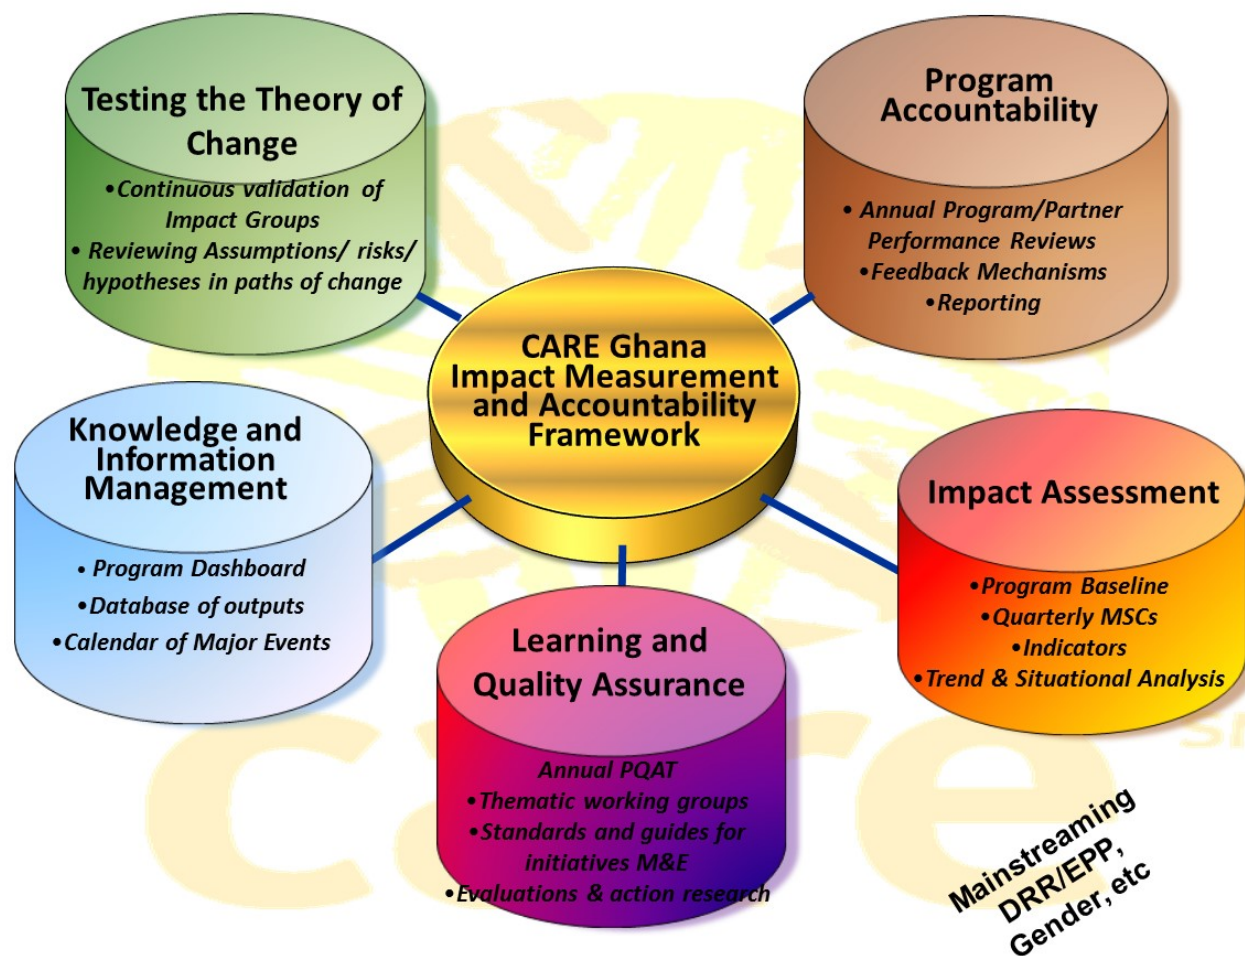 Testing the Theory of
Change
•Continuous validation of
Impact Groups
• Reviewing Assumptions/ risks/
hypotheses in paths of change
Program
Accountability
• Annual Program/Partner
Performance Reviews
•Feedback Mechanisms
•Reporting
CARE Ghana
Impact Measurement
and Accountability
Framework
Knowledge and
Information
Management
• Program Dashboard
•Database of outputs
•Calendar of Major Events
Impact Assessment
•Program Baseline
•Quarterly MSCs
•Indicators
•Trend & Situational Analysis
Learning and
Quality Assurance
Annual PQAT
•Thematic working groups
•Standards and guides for
initiatives M&E
•Evaluations & action research
Mainstreaming
DRR/EPP,
Gender, etc
care